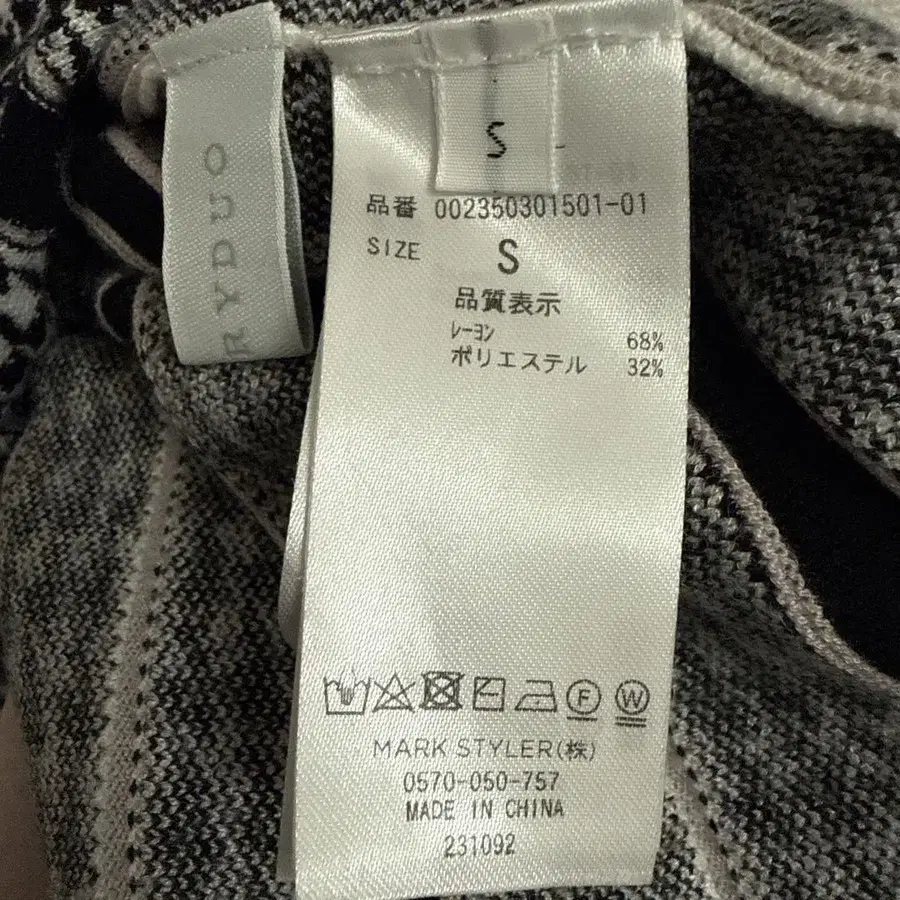 S
RYDUO
品番 002350301501-01
SIZE S
品質表示
レーヨン 68%
ポリエステル 32%
F W
MARK STYLER(株)
0570-050-757
MADE IN CHINA
231092